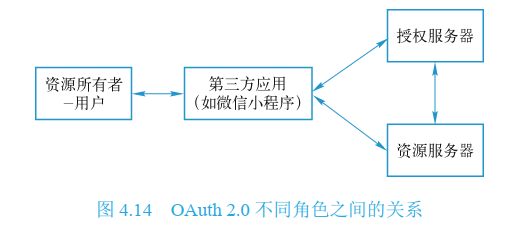 资源所有者
–用户
第三方应用
（如微信小程序）
授权服务器
资源服务器
图 4.14 OAuth 2.0 不同角色之间的关系